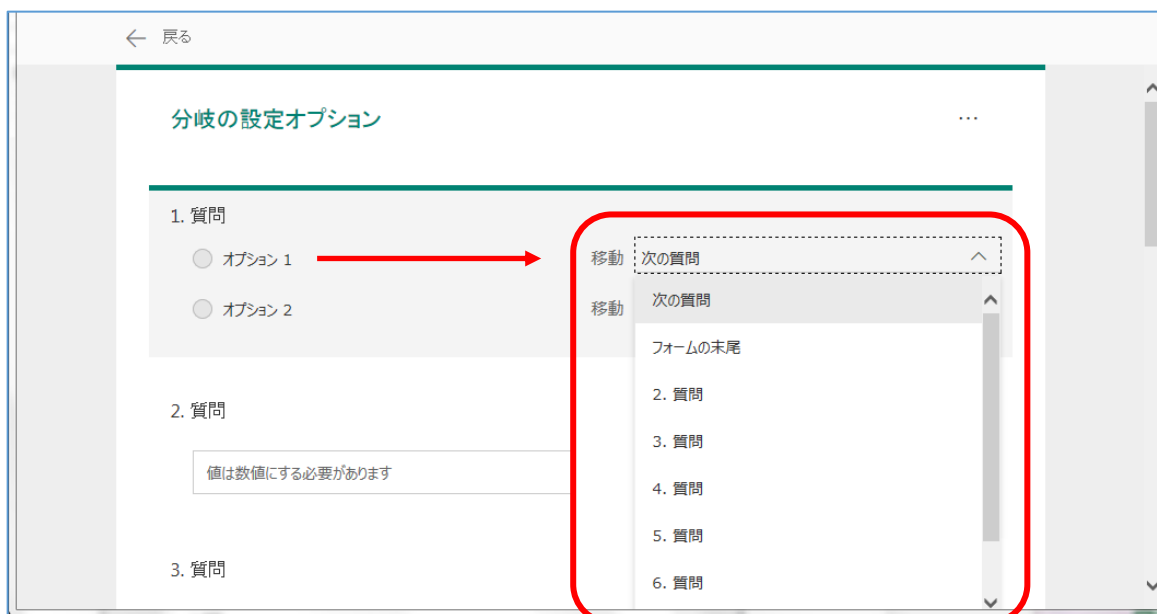 戻る
分岐の設定オプション
...
1. 質問
オプション 1
移動
次の質問
オプション 2
移動
次の質問
フォームの末尾
2. 質問
3. 質問
4. 質問
5. 質問
6. 質問
2. 質問
値は数値にする必要があります
3. 質問